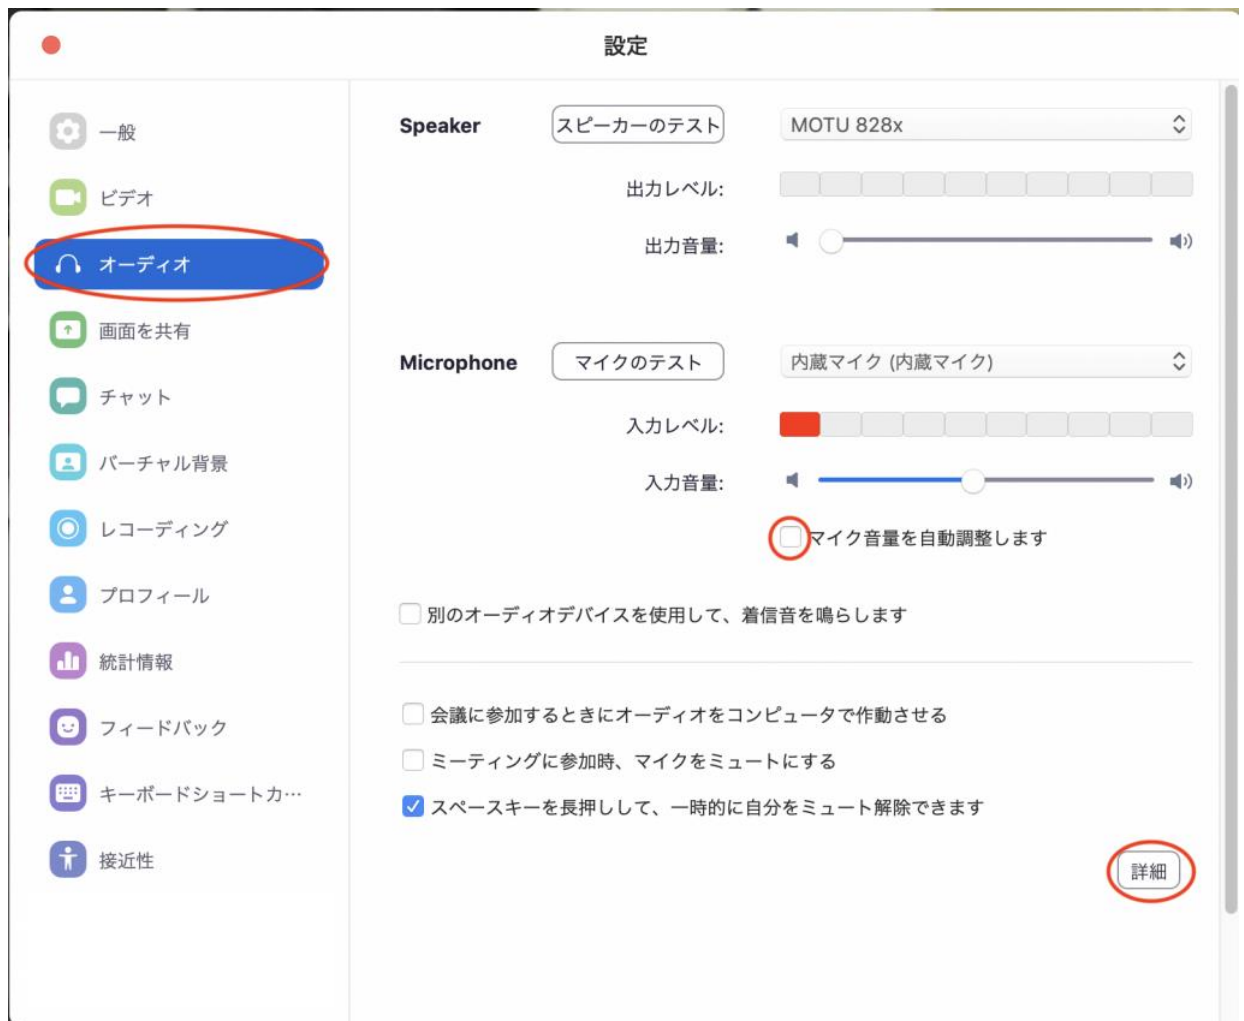 設定
一般
ビデオ
オーディオ
画面を共有
チャット
バーチャル背景
レコーディング
プロフィール
統計情報
フィードバック
キーボードショートカ…
接近性
Speaker スピーカーのテスト MOTU 828x
出力レベル:
出力音量:
Microphone マイクのテスト 内蔵マイク (内蔵マイク)
入力レベル:
入力音量:
マイク音量を自動調整します
別のオーディオデバイスを使用して、着信音を鳴らします
会議に参加するときにオーディオをコンピュータで作動させる
ミーティングに参加時、マイクをミュートにする
スペースキーを長押しして、一時的に自分をミュート解除できます
詳細